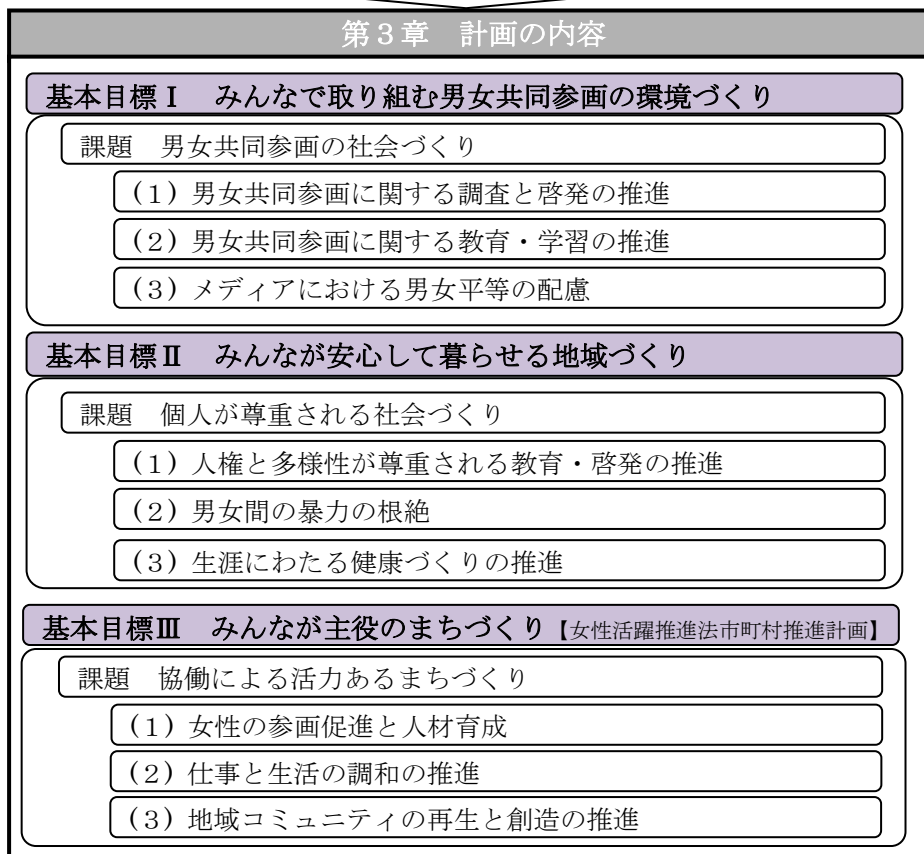 第3章 計画の内容
基本目標Ⅰ みんなで取り組む男女共同参画の環境づくり
課題 男女共同参画の社会づくり
(1)男女共同参画に関する調査と啓発の推進
(2)男女共同参画に関する教育・学習の推進
(3)メディアにおける男女平等の配慮
基本目標Ⅱ みんなが安心して暮らせる地域づくり
課題 個人が尊重される社会づくり
(1)人権と多様性が尊重される教育・啓発の推進
(2)男女間の暴力の根絶
(3)生涯にわたる健康づくりの推進
基本目標Ⅲ みんなが主役のまちづくり【女性活躍推進法市町村推進計画】
課題 協働による活力あるまちづくり
(1)女性の参画促進と人材育成
(2)仕事と生活の調和の推進
(3)地域コミュニティの再生と創造の推進